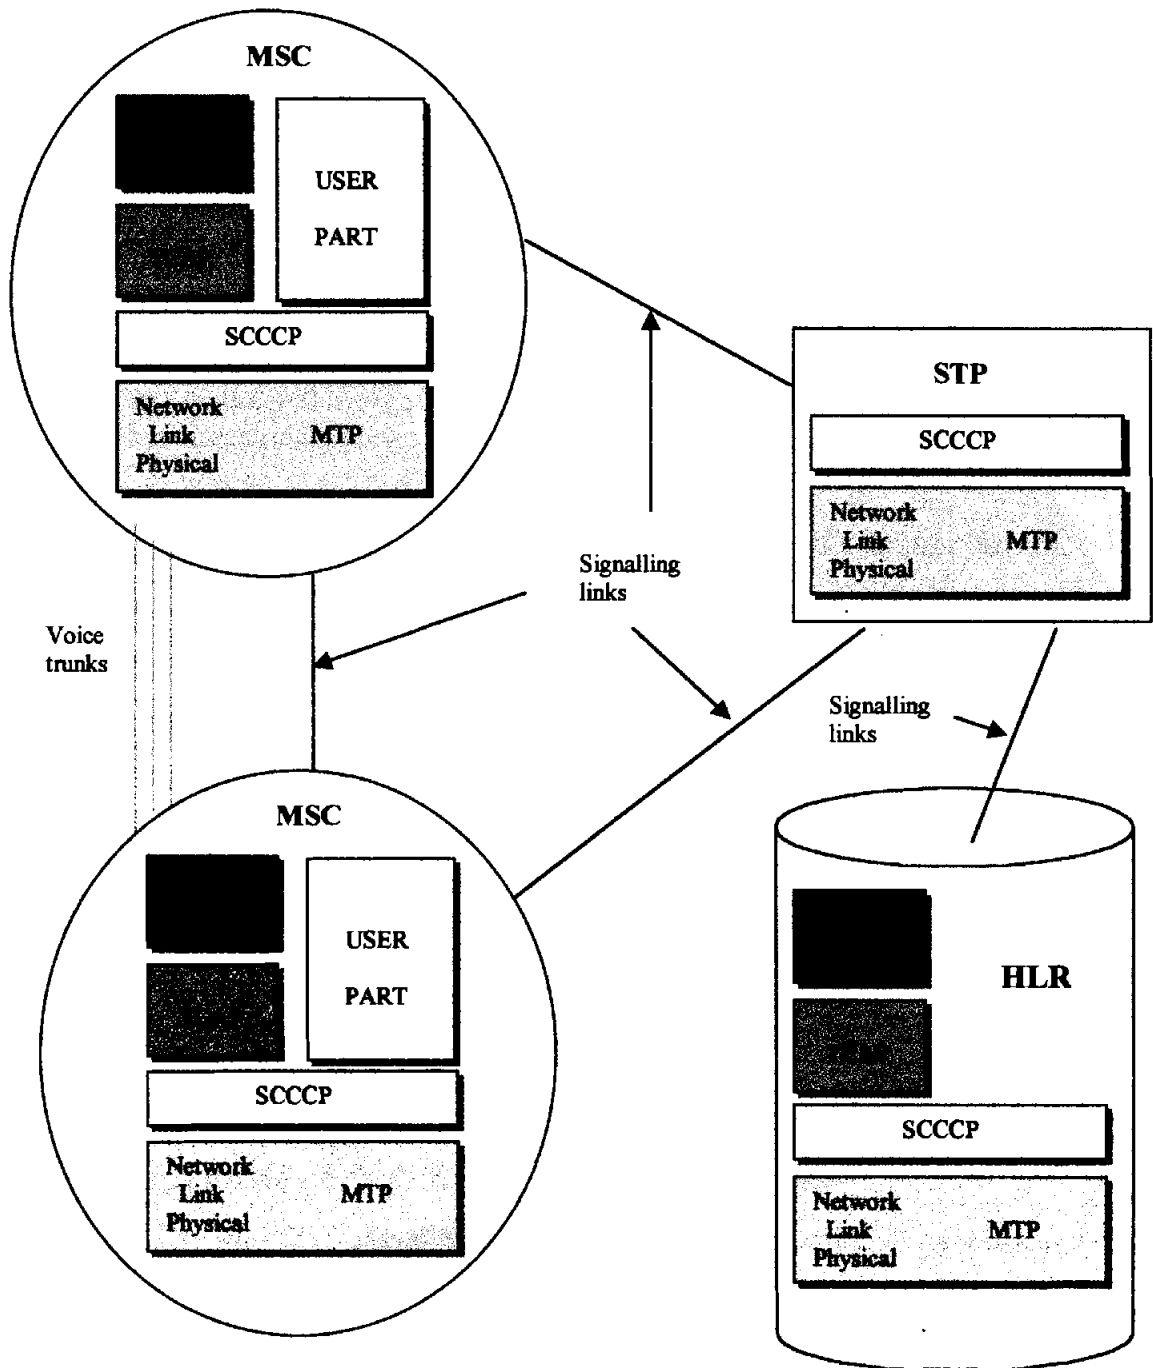 MSC
USER
PART
SCCCP
Network
Link
Physical
MTP
STP
SCCCP
Network
Link
Physical
MTP
Signalling
links
Voice
trunks
Signalling
links
MSC
USER
PART
SCCCP
Network
Link
Physical
MTP
HLR
SCCCP
Network
Link
Physical
MTP